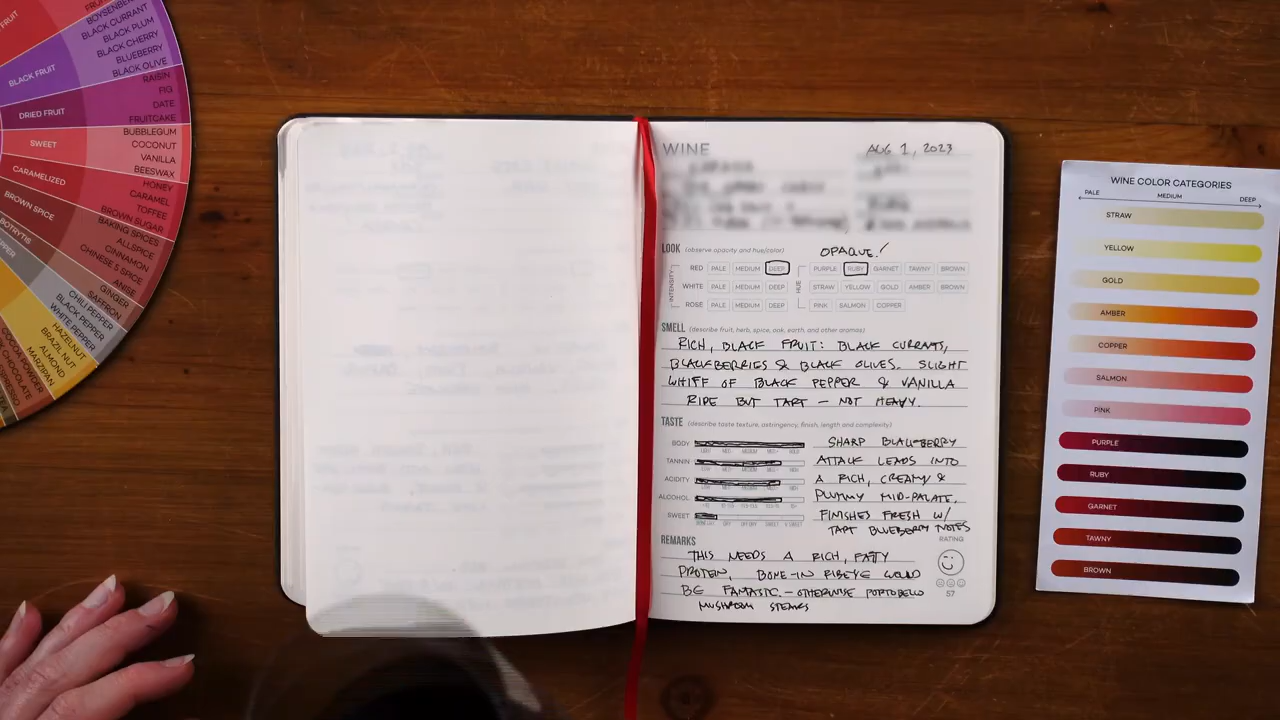 FRUIT
BOYSENBERRY
BLACK CURRANT
BLACK PLUM
BLACK CHERRY
BLUEBERRY
BLACK OLIVE
BLACK FRUIT
RAISIN
FIG
DATE
FRUITCAKE
DRIED FRUIT
BUBBLEGUM
COCONUT
VANILLA
BEESWAX
SWEET
HONEY
CARAMEL
TOFFEE
BROWN SUGAR
CARAMELIZED
BAKING SPICES
ALLSPICE
CINNAMON
CHINESE 5 SPICE
ANISE
BROWN SPICE
GINGER
SAFFRON
BOTRYTIS
BLACK PEPPER
WHITE PEPPER
HAZELNUT
BRAZIL NUT
ALMOND
MARZIPAN
COCOA POWDER
WINE
AUG 1, 2023
LOOK (observe opacity and hue/color) OPAQUE!
INTENSITY
HUE
RED PALE MEDIUM DEEP PURPLE RUBY GARNET TAWNY BROWN
WHITE PALE MEDIUM DEEP STRAW YELLOW GOLD AMBER BROWN
ROSE PALE MEDIUM DEEP PINK SALMON COPPER
SMELL (describe fruit, herb, spice, oak, earth, and other aromas)
RICH, BLACK FRUIT: BLACK CURRATS,
BLACKBERRIES & BLACK OLIVES. SLIGHT
WHIFF OF BLACK PEPPER & VANILLA
RIPE BUT TART – NOT HEAVY.
TASTE (describe taste texture, astringency, finish, length and complexity)
BODY
TANNIN
ACIDITY
ALCOHOL
SWEET
SHARP BLACKBERRY
ATTACK LEADS INTO
A RICH, CREAMY &
PLUMMY MID-PALATE.
FINISHES FRESH W/
TART BLUEBERRY NOTES
REMARKS
RATING
THIS NEEDS A RICH, FATTY
PROTEIN, BONE-IN RIBEYE WOULD
BE FANTASTIC. – OTHERWISE PORTOBELLO
MUSHROOM STEAKS
57
WINE COLOR CATEGORIES
PALE MEDIUM DEEP
STRAW
YELLOW
GOLD
AMBER
COPPER
SALMON
PINK
PURPLE
RUBY
GARNET
TAWNY
BROWN